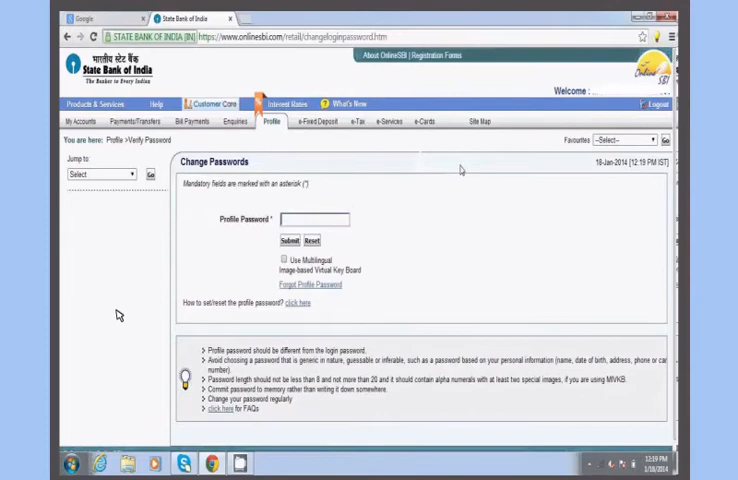 Google
State Bank of India
STATE BANK OF INDIA [IN] https://www.onlinesbi.com/retail/changeloginpassword.htm
भारतीय स्टेट बैंक
State Bank of India
The Banker to Every Indian
About OnlineSBI | Registration Forms
Online SBI
Welcome :
Products & Services Help Customer Care Interest Rates What's New Logout
My Accounts Payments/Transfers Bill Payments Enquiries Profile e-Fixed Deposit e-Tax e-Services e-Cards Site Map
You are here: Profile >Verify Password
Favourites --Select-- Go
Jump to
Select Go
Change Passwords
18-Jan-2014 [12:19 PM IST]
Mandatory fields are marked with an asterisk (*)
Profile Password *
Submit Reset
Use Multilingual
Image-based Virtual Key Board
Forgot Profile Password
How to set/reset the profile password? click here
Profile password should be different from the login password.
Avoid choosing a password that is generic in nature, guessable or inferable, such as a password based on your personal information (name, date of birth, address, phone or car
number).
Password length should not be less than 8 and not more than 20 and it should contain alpha numerals with at least two special images, if you are using MIVKB.
Commit password to memory rather than writing it down somewhere.
Change your password regularly
click here for FAQs
12:19 PM
1/18/2014